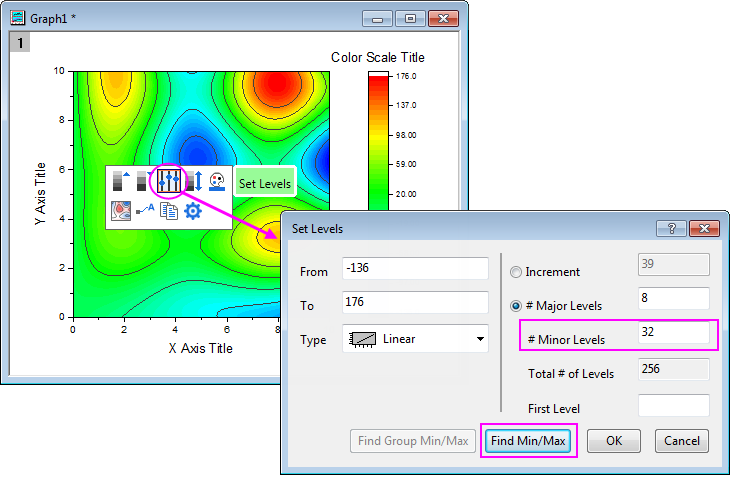 Graph1 *
1
Color Scale Title
176.0
137.0
98.00
59.00
20.00
10
8
6
4
2
0
Y Axis Title
0 2 4 6 8
X Axis Title
A
Set Levels
Set Levels
?
From -136
To 176
Type Linear
Increment 39
# Major Levels 8
# Minor Levels 32
Total # of Levels 256
First Level
Find Group Min/Max Find Min/Max OK Cancel